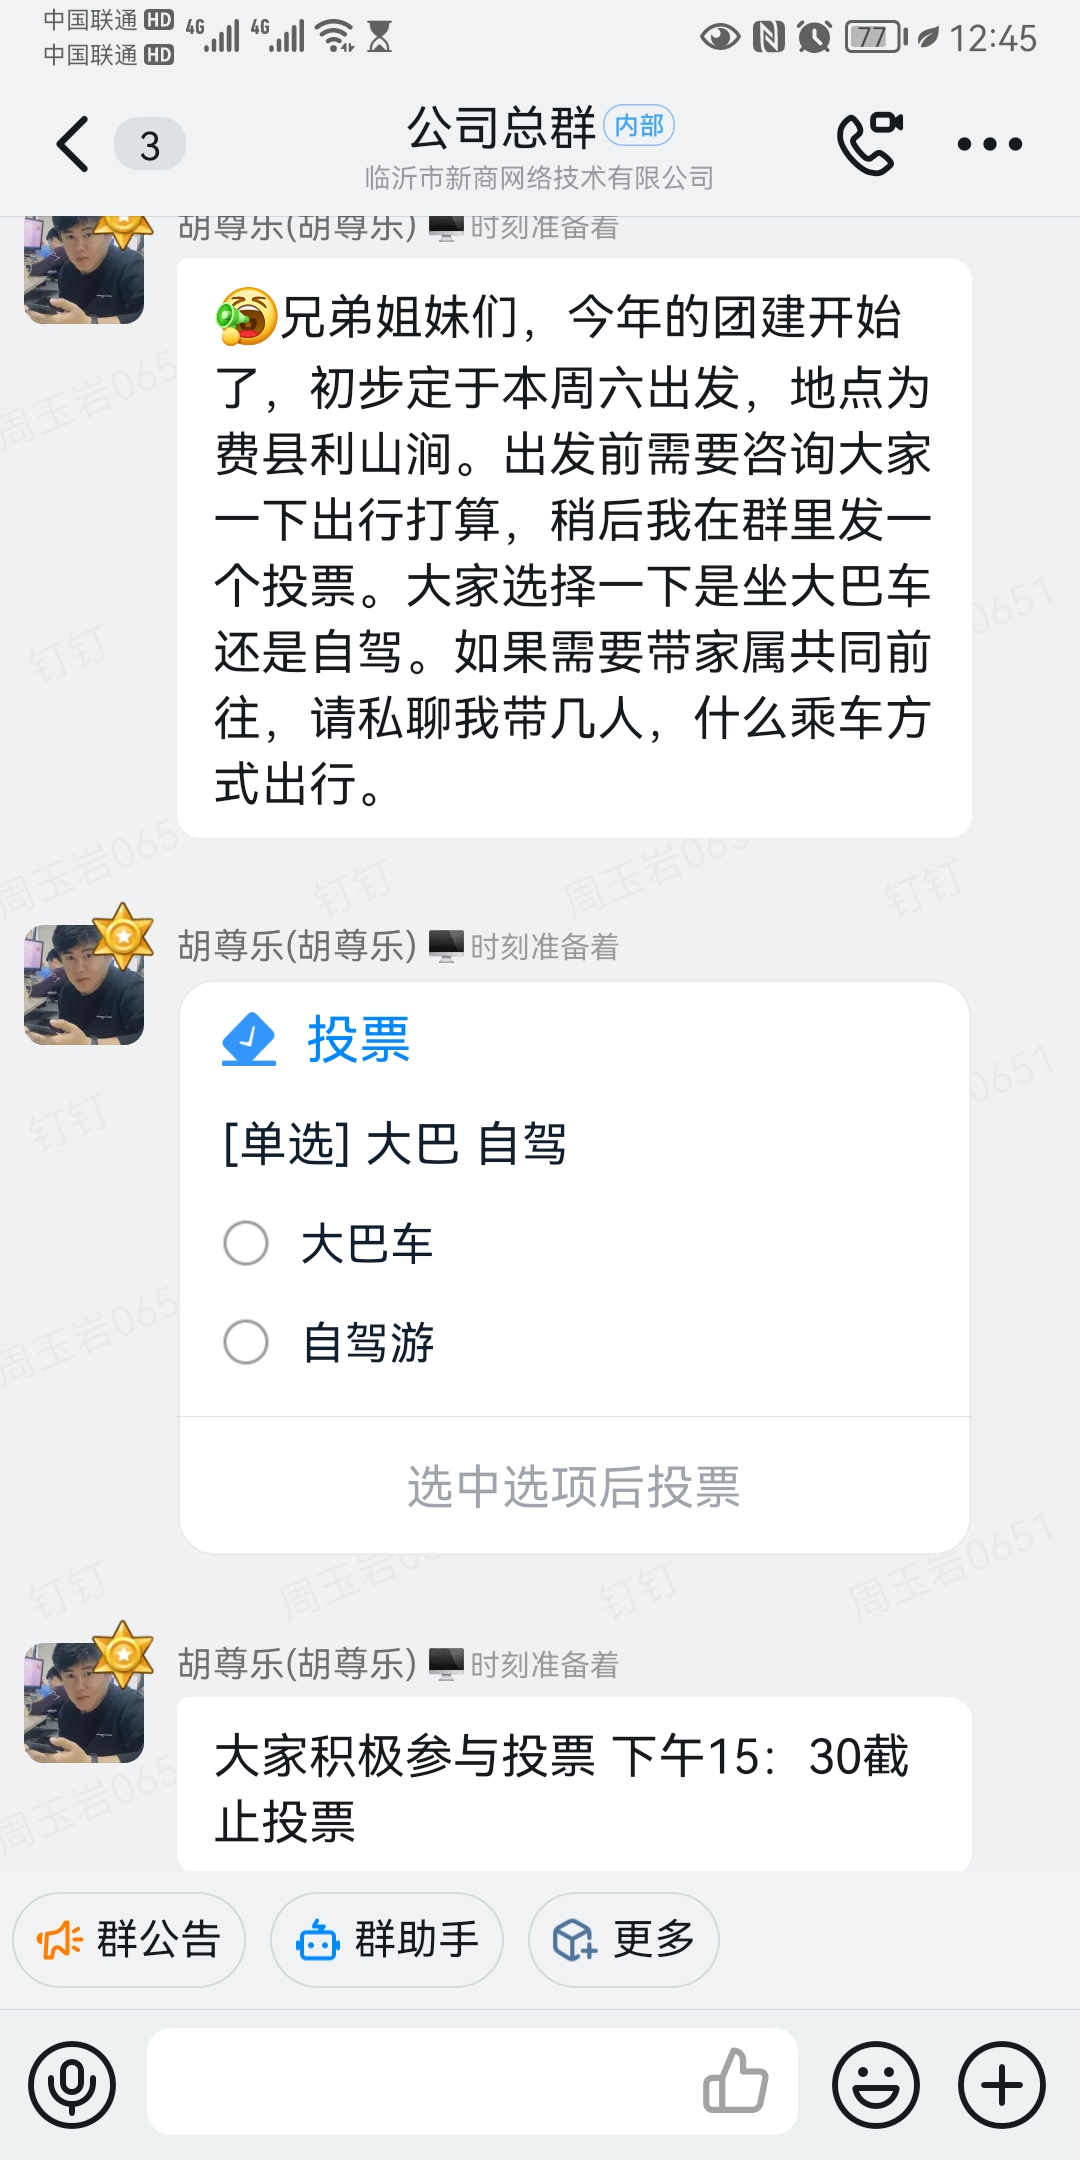 中国联通 HD 4G 4G 77 12:45
中国联通 HD
3 公司总群 内部
临沂市新商网络技术有限公司
胡尊乐(胡尊乐) 时刻准备着
兄弟姐妹们，今年的团建开始
了，初步定于本周六出发，地点为
费县利山涧。出发前需要咨询大家
一下出行打算，稍后我在群里发一
个投票。大家选择一下是坐大巴车
还是自驾。如果需要带家属共同前
往，请私聊我带几人，什么乘车方
式出行。
胡尊乐(胡尊乐) 时刻准备着
投票
[单选] 大巴 自驾
大巴车
自驾游
选中选项后投票
胡尊乐(胡尊乐) 时刻准备着
大家积极参与投票 下午15：30截
止投票
群公告 群助手 更多
周玉岩0651
钉钉